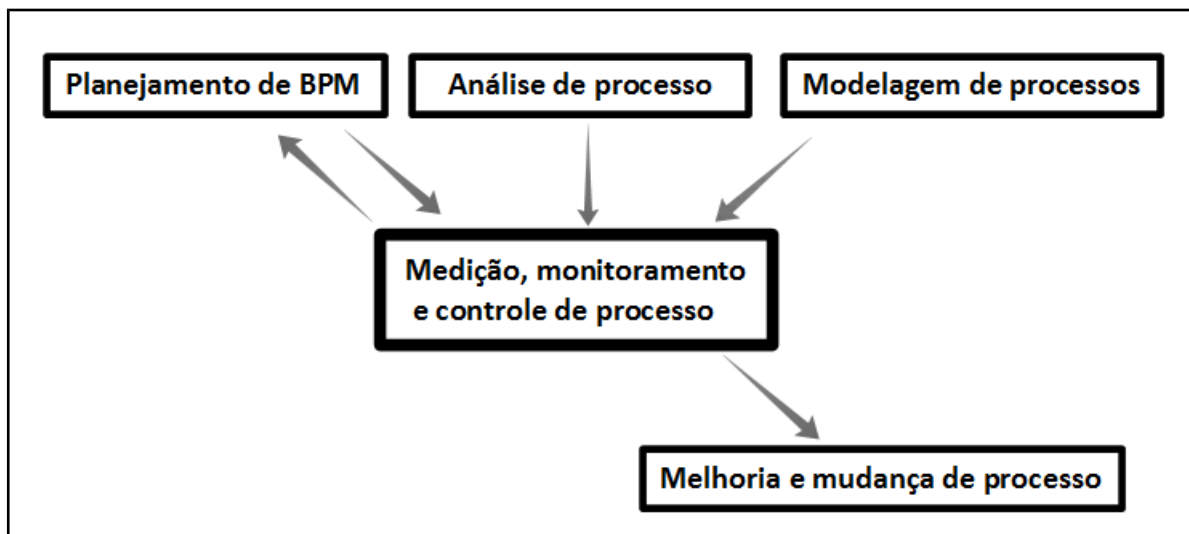 Planejamento de BPM
Análise de processo
Modelagem de processos
Medição, monitoramento
e controle de processo
Melhoria e mudança de processo